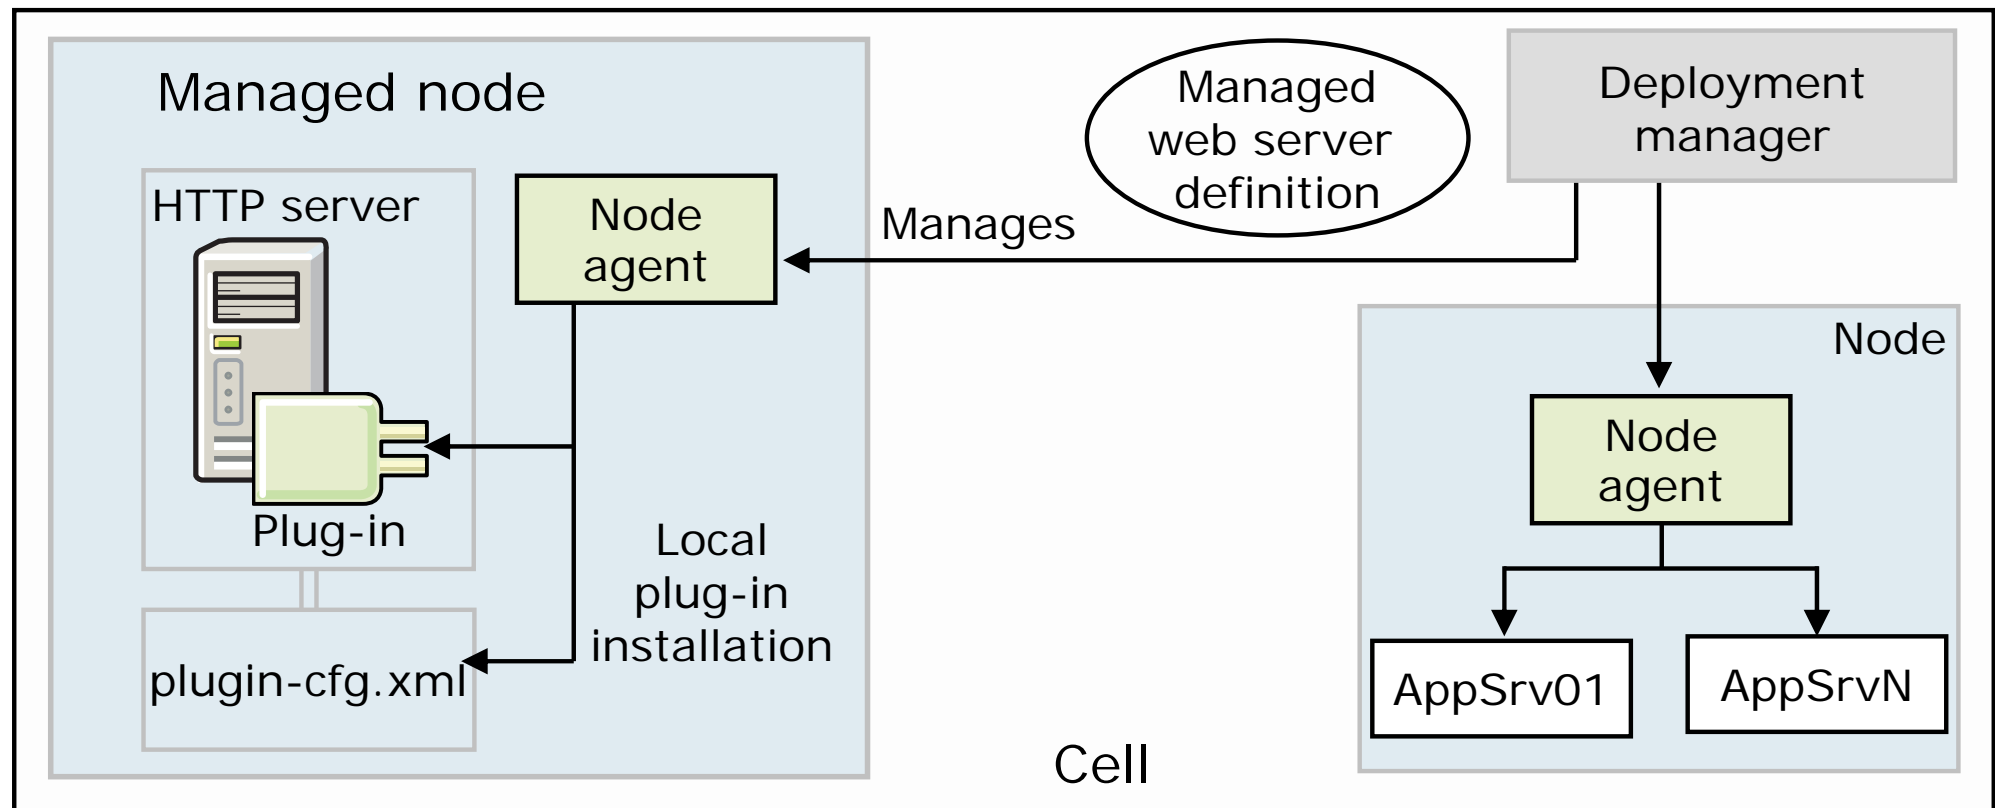 Managed node
HTTP server
Node
agent
Plug-in
Local
plug-in
installation
plugin-cfg.xml
Manages
Managed
web server
definition
Deployment
manager
Node
Node
agent
AppSrv01
AppSrvN
Cell